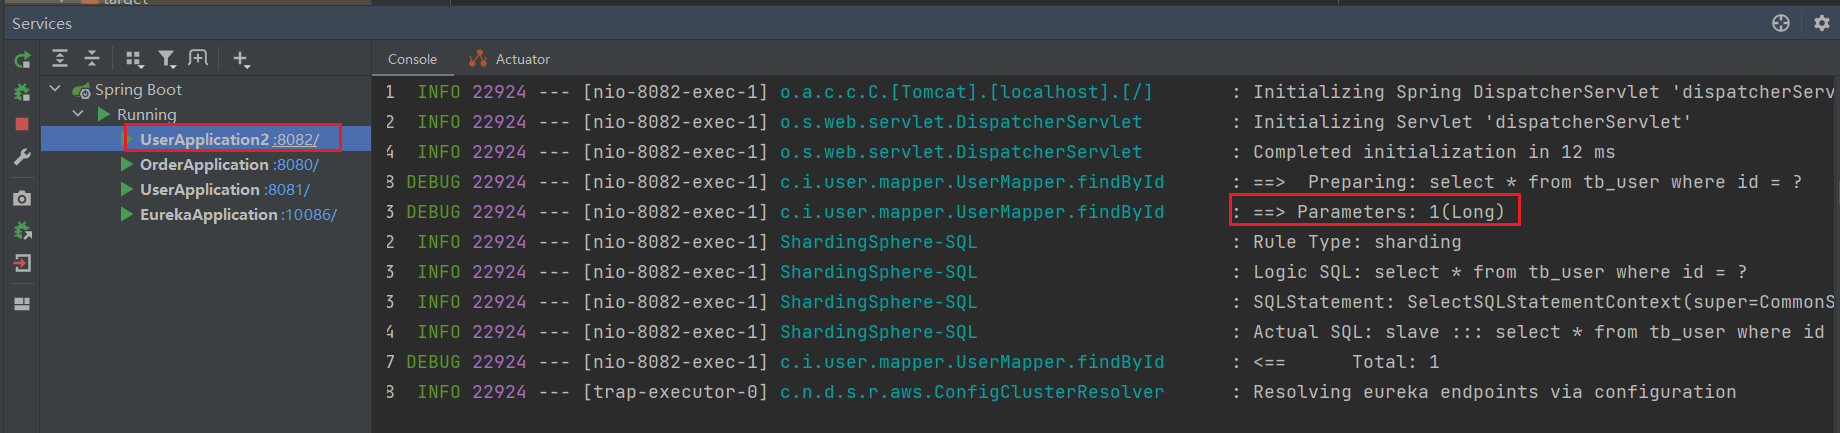 target
Services
Console
Actuator
Spring Boot
Running
UserApplication2 :8082/
OrderApplication :8080/
UserApplication :8081/
EurekaApplication :10086/
1 INFO 22924 --- [nio-8082-exec-1] o.a.c.c.C.[Tomcat].[localhost].[/] : Initializing Spring DispatcherServlet 'dispatcherServ
2 INFO 22924 --- [nio-8082-exec-1] o.s.web.servlet.DispatcherServlet : Initializing Servlet 'dispatcherServlet'
4 INFO 22924 --- [nio-8082-exec-1] o.s.web.servlet.DispatcherServlet : Completed initialization in 12 ms
8 DEBUG 22924 --- [nio-8082-exec-1] c.i.user.mapper.UserMapper.findById : ==> Preparing: select * from tb_user where id = ?
3 DEBUG 22924 --- [nio-8082-exec-1] c.i.user.mapper.UserMapper.findById : ==> Parameters: 1(Long)
2 INFO 22924 --- [nio-8082-exec-1] ShardingSphere-SQL : Rule Type: sharding
3 INFO 22924 --- [nio-8082-exec-1] ShardingSphere-SQL : Logic SQL: select * from tb_user where id = ?
3 INFO 22924 --- [nio-8082-exec-1] ShardingSphere-SQL : SQLStatement: SelectSQLStatementContext(super=CommonS
4 INFO 22924 --- [nio-8082-exec-1] ShardingSphere-SQL : Actual SQL: slave ::: select * from tb_user where id
7 DEBUG 22924 --- [nio-8082-exec-1] c.i.user.mapper.UserMapper.findById : <== Total: 1
8 INFO 22924 --- [trap-executor-0] c.n.d.s.r.aws.ConfigClusterResolver : Resolving eureka endpoints via configuration